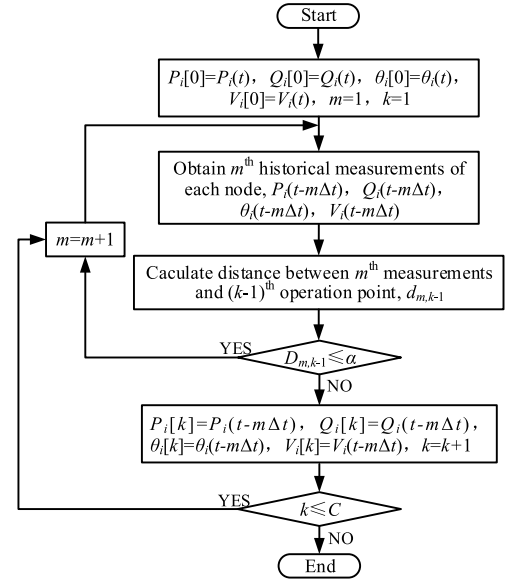 Start
Pᵢ[0]=Pᵢ(t), Qᵢ[0]=Qᵢ(t), θᵢ[0]=θᵢ(t),
Vᵢ[0]=Vᵢ(t), m=1, k=1
Obtain mᵗʰ historical measurements of
each node, Pᵢ(t-mΔt), Qᵢ(t-mΔt),
θᵢ(t-mΔt), Vᵢ(t-mΔt)
m=m+1
Caculate distance between mᵗʰ measurements
and (k-1)ᵗʰ operation point, dₘ,ₖ₋₁
YES
Dₘ,ₖ₋₁≤α
NO
Pᵢ[k]=Pᵢ(t-mΔt), Qᵢ[k]=Qᵢ(t-mΔt),
θᵢ[k]=θᵢ(t-mΔt), Vᵢ[k]=Vᵢ(t-mΔt), k=k+1
YES
k≤C
NO
End